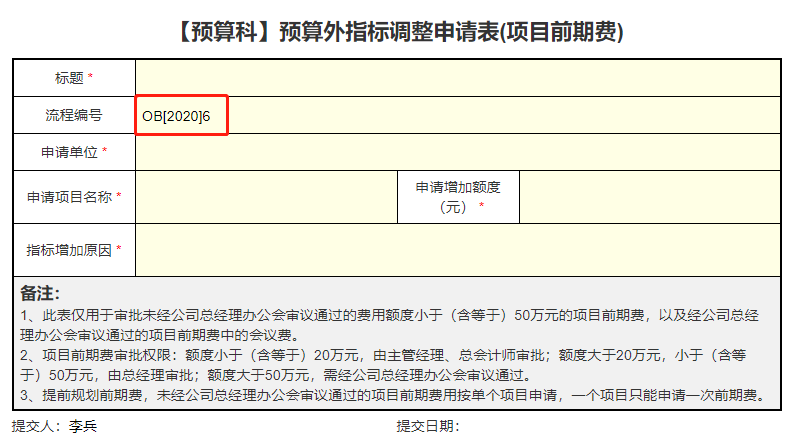 【预算科】预算外指标调整申请表(项目前期费)
标题 *
流程编号 OB[2020]6
申请单位 *
申请项目名称 * 申请增加额度
（元） *
指标增加原因 *
备注：
1、此表仅用于审批未经公司总经理办公会审议通过的费用额度小于（含等于）50万元的项目前期费，以及经公司总经
理办公会审议通过的项目前期费中的会议费。
2、项目前期费审批权限：额度小于（含等于）20万元，由主管经理、总会计师审批；额度大于20万元，小于（含等
于）50万元，由总经理审批；额度大于50万元，需经公司总经理办公会审议通过。
3、提前规划前期费，未经公司总经理办公会审议通过的项目前期费用按单个项目申请，一个项目只能申请一次前期费。
提交人：李兵 提交日期：